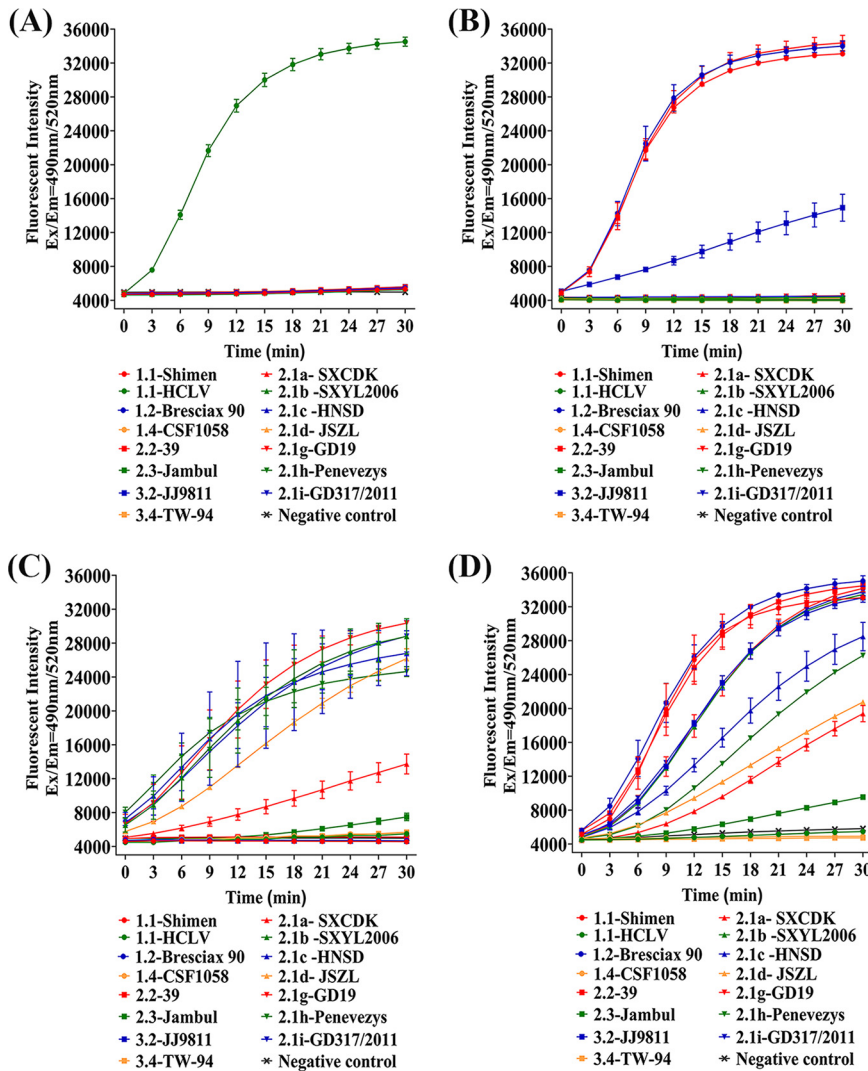 (A)
Fluorescent Intensity
Ex/Em=490nm/520nm
36000
32000
28000
24000
20000
16000
12000
8000
4000
0 3 6 9 12 15 18 21 24 27 30
Time (min)
1.1-Shimen 2.1a- SXCDK
1.1-HCLV 2.1b -SXYL2006
1.2-Bresciax 90 2.1c -HNSD
1.4-CSF1058 2.1d- JSZL
2.2-39 2.1g-GD19
2.3-Jambul 2.1h-Penevezys
3.2-JJ9811 2.1i-GD317/2011
3.4-TW-94 Negative control
(B)
Fluorescent Intensity
Ex/Em=490nm/520nm
36000
32000
28000
24000
20000
16000
12000
8000
4000
0 3 6 9 12 15 18 21 24 27 30
Time (min)
1.1-Shimen 2.1a- SXCDK
1.1-HCLV 2.1b -SXYL2006
1.2-Bresciax 90 2.1c -HNSD
1.4-CSF1058 2.1d- JSZL
2.2-39 2.1g-GD19
2.3-Jambul 2.1h-Penevezys
3.2-JJ9811 2.1i-GD317/2011
3.4-TW-94 Negative control
(C)
Fluorescent Intensity
Ex/Em=490nm/520nm
36000
32000
28000
24000
20000
16000
12000
8000
4000
0 3 6 9 12 15 18 21 24 27 30
Time (min)
1.1-Shimen 2.1a- SXCDK
1.1-HCLV 2.1b -SXYL2006
1.2-Bresciax 90 2.1c -HNSD
1.4-CSF1058 2.1d- JSZL
2.2-39 2.1g-GD19
2.3-Jambul 2.1h-Penevezys
3.2-JJ9811 2.1i-GD317/2011
3.4-TW-94 Negative control
(D)
Fluorescent Intensity
Ex/Em=490nm/520nm
36000
32000
28000
24000
20000
16000
12000
8000
4000
0 3 6 9 12 15 18 21 24 27 30
Time (min)
1.1-Shimen 2.1a- SXCDK
1.1-HCLV 2.1b -SXYL2006
1.2-Bresciax 90 2.1c -HNSD
1.4-CSF1058 2.1d- JSZL
2.2-39 2.1g-GD19
2.3-Jambul 2.1h-Penevezys
3.2-JJ9811 2.1i-GD317/2011
3.4-TW-94 Negative control